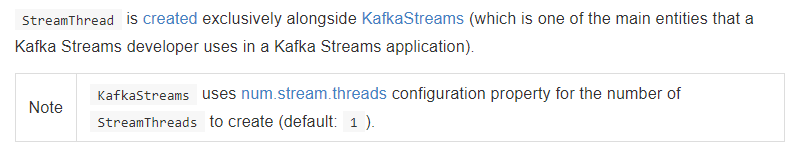 StreamThread is created exclusively alongside KafkaStreams (which is one of the main entities that a
Kafka Streams developer uses in a Kafka Streams application).
Note
KafkaStreams uses num.stream.threads configuration property for the number of
StreamThreads to create (default: 1 ).